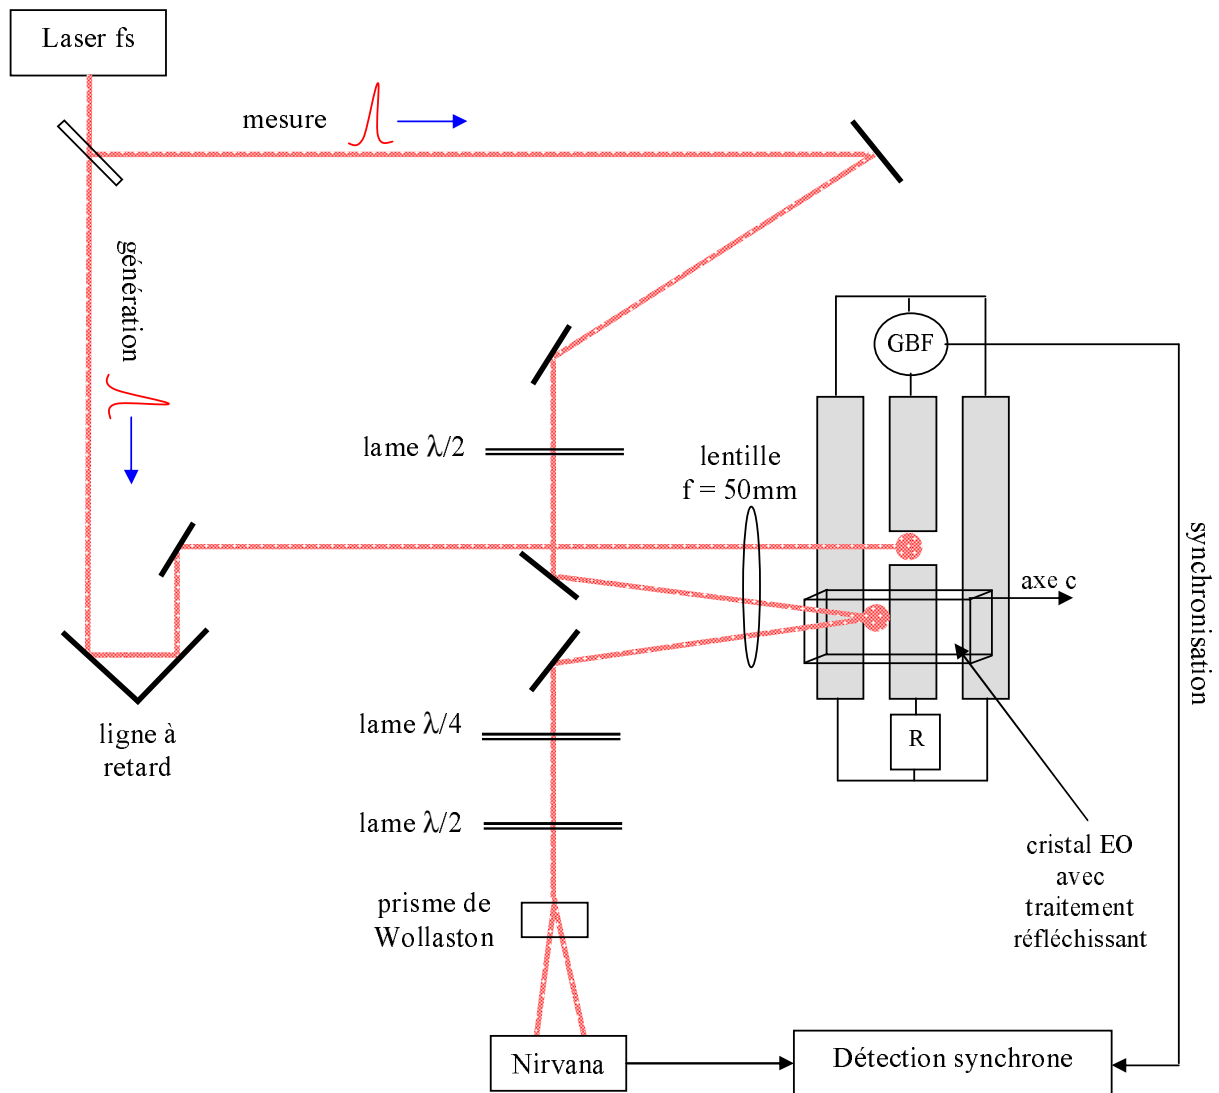 Laser fs
mesure
génération
GBF
lame λ/2
lentille
f = 50mm
synchronisation
axe c
ligne à
retard
lame λ/4
R
lame λ/2
cristal EO
avec
traitement
réfléchissant
prisme de
Wollaston
Nirvana
Détection synchrone